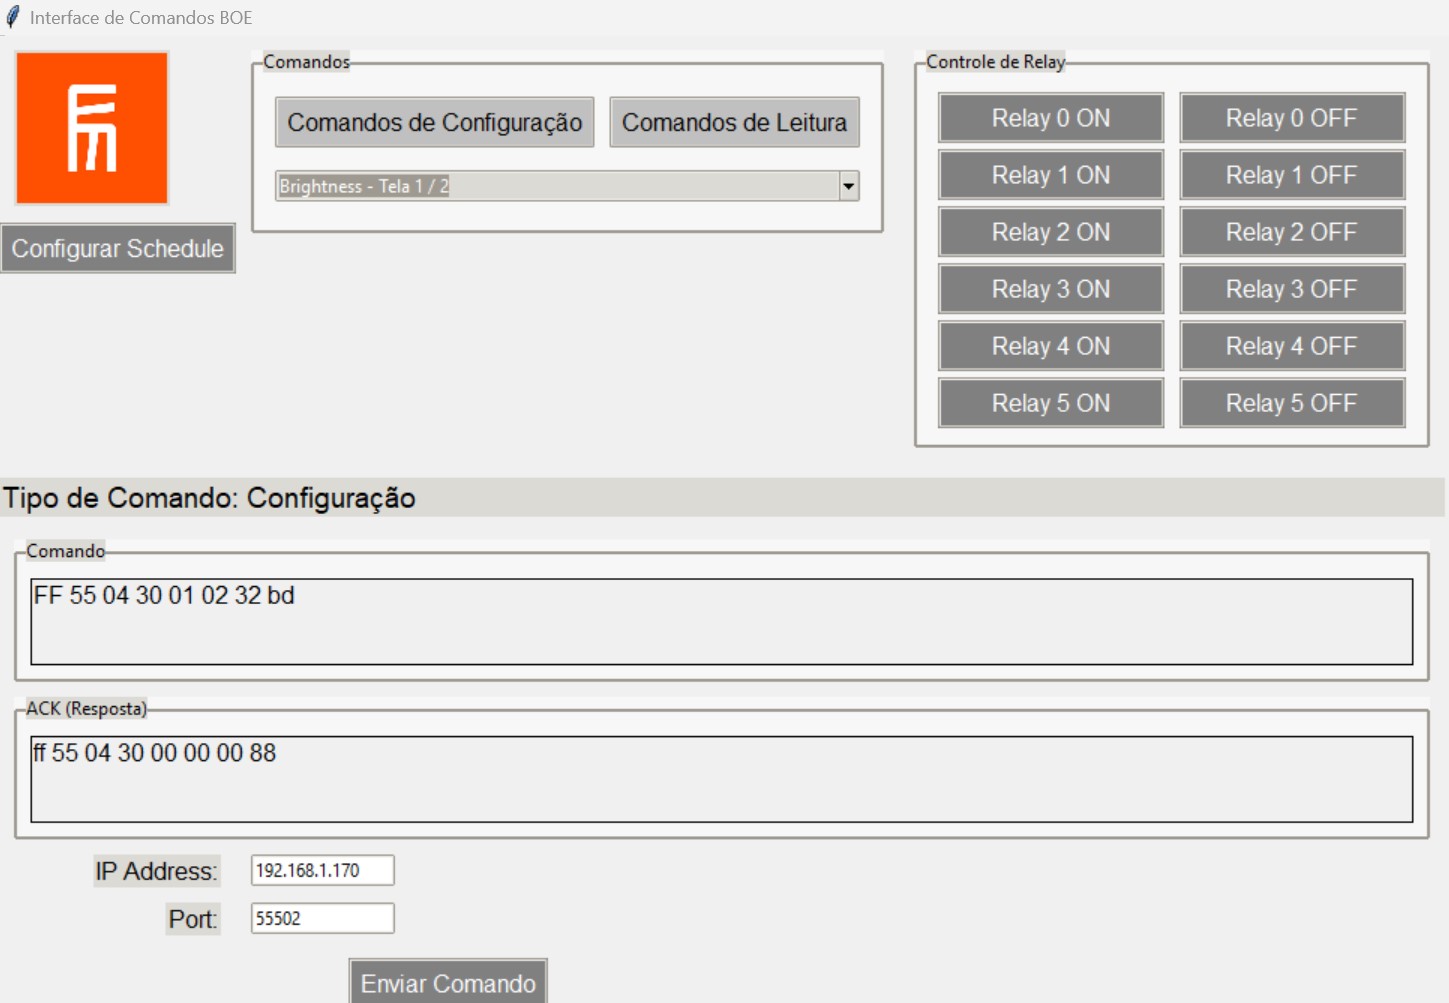 Interface de Comandos BOE
Comandos
Comandos de Configuração
Comandos de Leitura
Brightness - Tela 1 / 2
Configurar Schedule
Controle de Relay
Relay 0 ON
Relay 0 OFF
Relay 1 ON
Relay 1 OFF
Relay 2 ON
Relay 2 OFF
Relay 3 ON
Relay 3 OFF
Relay 4 ON
Relay 4 OFF
Relay 5 ON
Relay 5 OFF
Tipo de Comando: Configuração
Comando
FF 55 04 30 01 02 32 bd
ACK (Resposta)
ff 55 04 30 00 00 00 88
IP Address:
192.168.1.170
Port:
55502
Enviar Comando